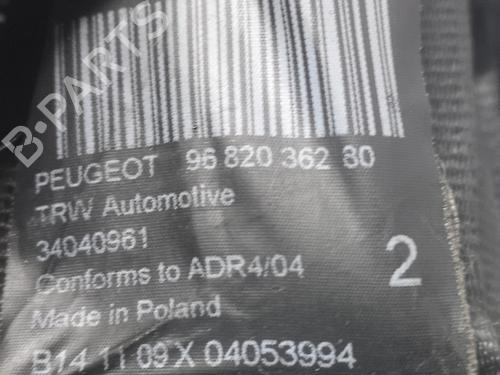 B-PARTS
PEUGEOT 96 820 362 80
TRW Automotive
34040961
Conforms to ADR4/04
2
Made in Poland
B14 11 09 X 04053994